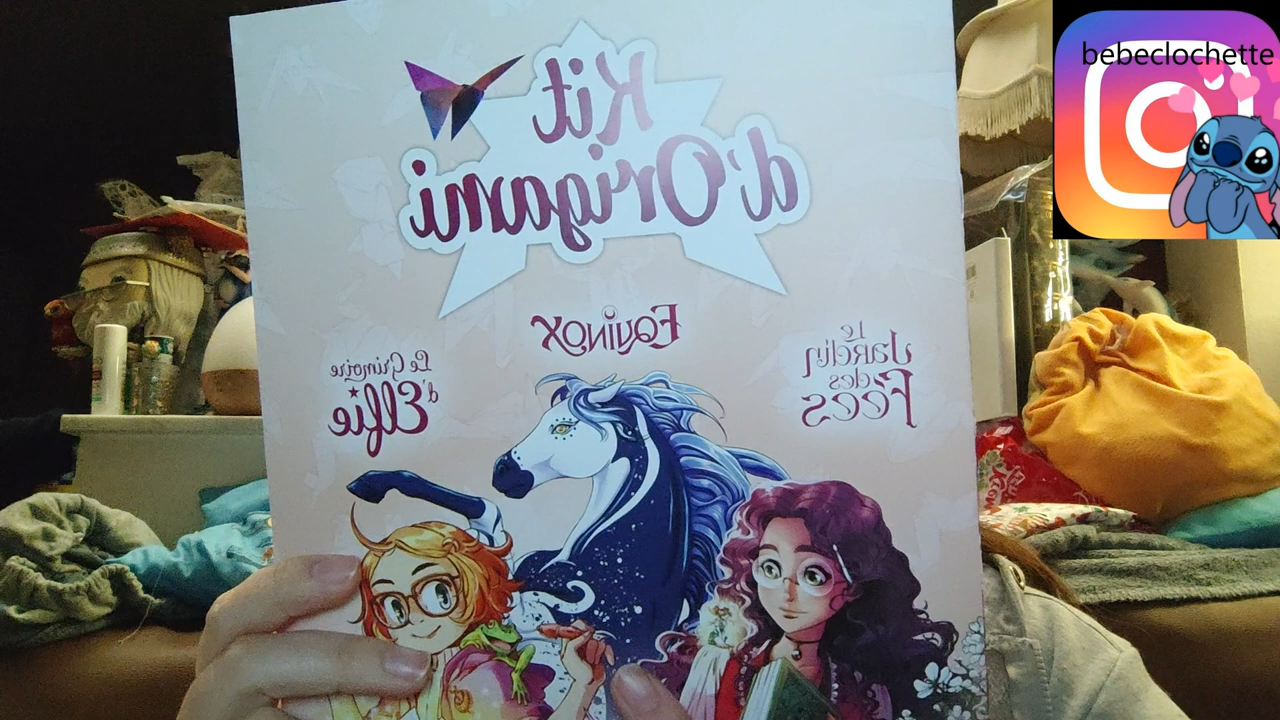 bebeclochette
Kit
d'Origami
Equinox
Le Grimoire
d'Elfie
Le
Jardin
des
Fées